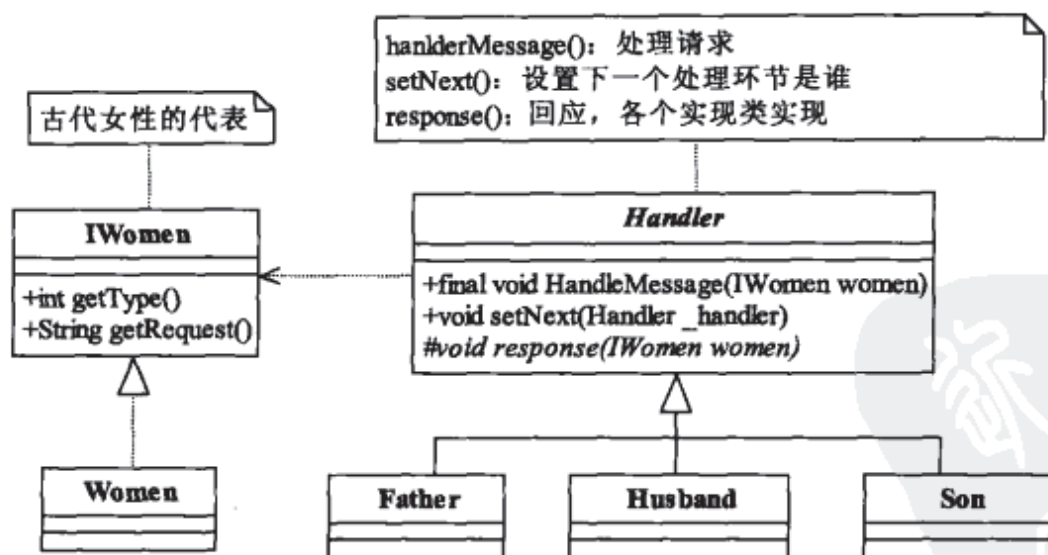 hanlderMessage()：处理请求
setNext()：设置下一个处理环节是谁
response()：回应，各个实现类实现
古代女性的代表
IWomen
+int getType()
+String getRequest()
Handler
+final void HandleMessage(IWomen women)
+void setNext(Handler _handler)
#void response(IWomen women)
Women
Father
Husband
Son